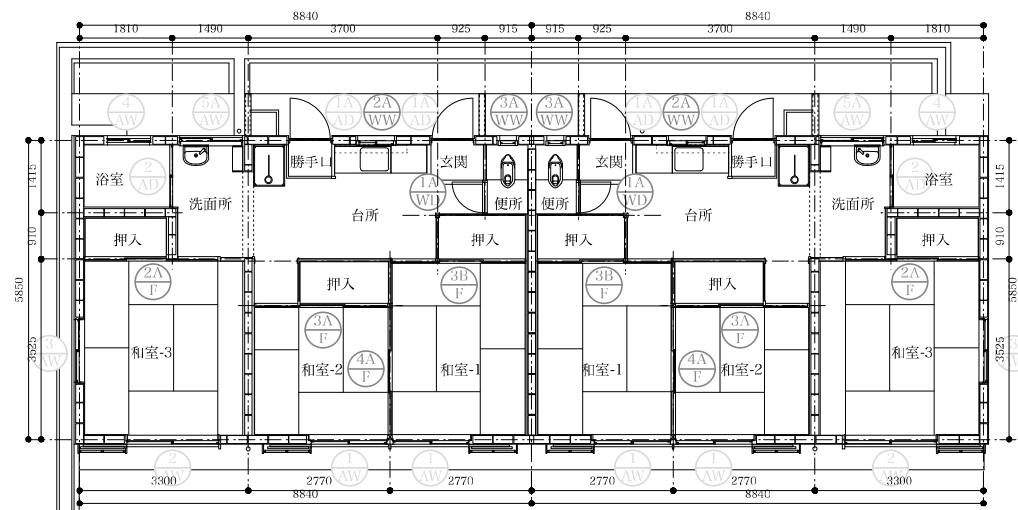 8840 8840
1810 1490 3700 925 915 915 925 3700 1490 1810
4 AW 5A AW 1A AD 2A WW 1A AD 3A WW 3A WW 1A AD 2A WW 1A AD 5A AW 4 AW
勝手口 玄関 玄関 勝手口
1415 浴室 2 AD 1A WD 1A WD 2 AD 浴室 1415
洗面所 便所 便所 洗面所
台所 台所
910 押入 押入 押入 押入 910
2A F 押入 3B F 3B F 押入 2A F
5850 5850
3A F 3A F
3 AW 3525 和室-3 和室-2 4A F 和室-1 和室-1 4A F 和室-2 和室-3 3525
2 AW 1 AW 1 AW 1 AW 1 AW 2 AW
3300 2770 2770 2770 2770 3300
8840 8840